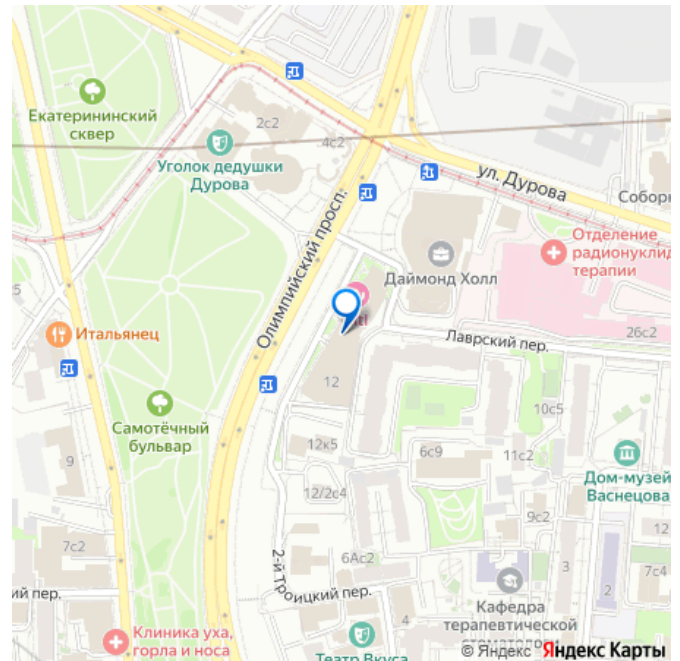 Екатерининский
сквер
2с2
4с2
Уголок дедушки
Дурова
Олимпийский просп.
ул. Дурова
Соборн
Отделение
радионуклид
терапии
Даймонд Холл
Итальянец
Лаврский пер.
26с2
12
Самотёчный
бульвар
10с5
12к5
6с9
11с2
Дом-музей
Васнецова
9
12/2с4
9с2
12
7с2
6Ас2
3
7с4
2
2-й Троицкий пер.
ий пер.
Кафедра
терапевтической
стоматологии
4
Клиника уха,
горла и носа
Театр Вкуса
© Яндекс
© Яндекс Яндекс Карты